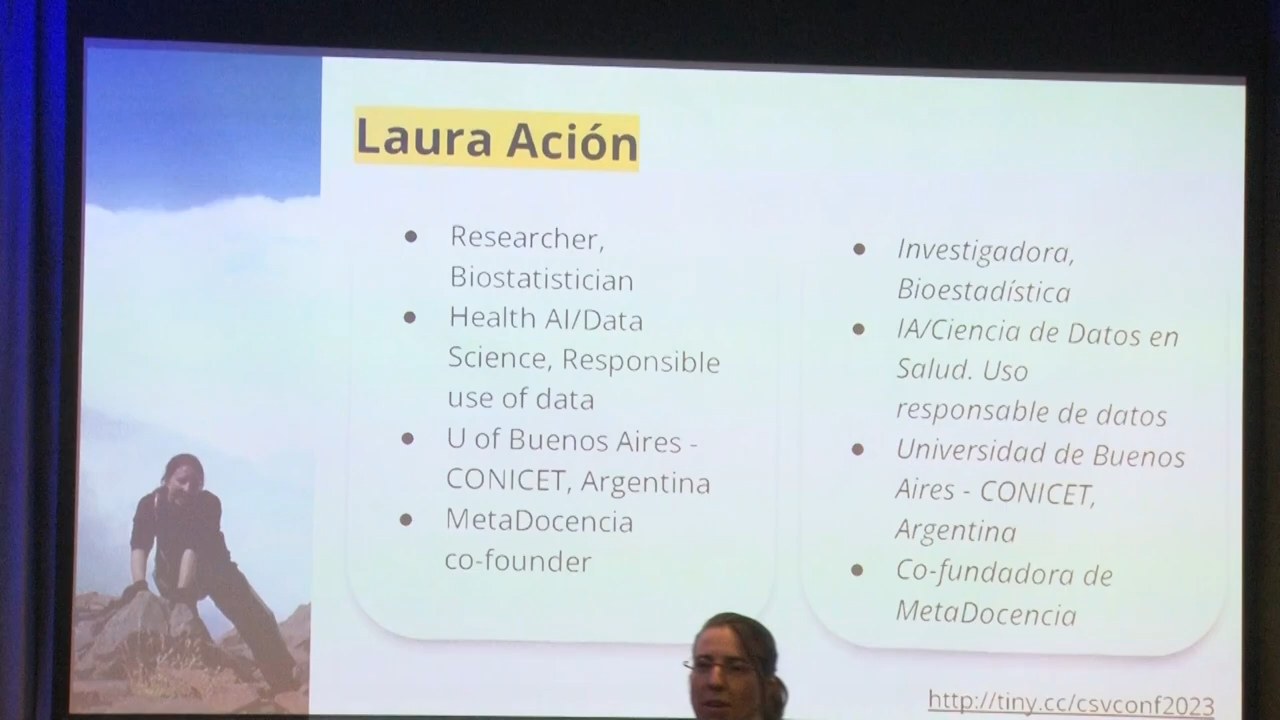 Laura Ación
● Researcher,
Biostatistician
● Health AI/Data
Science, Responsible
use of data
● U of Buenos Aires -
CONICET, Argentina
● MetaDocencia
co-founder
● Investigadora,
Bioestadística
● IA/Ciencia de Datos en
Salud. Uso
responsable de datos
● Universidad de Buenos
Aires - CONICET,
Argentina
● Co-fundadora de
MetaDocencia
http://tiny.cc/csvconf2023